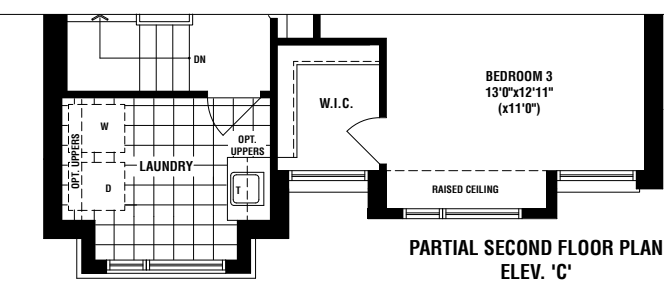 DN
W.I.C.
BEDROOM 3
13'0"x12'11"
(x11'0")
W
OPT. UPPERS
LAUNDRY
OPT.
UPPERS
D
T
RAISED CEILING
PARTIAL SECOND FLOOR PLAN
ELEV. 'C'